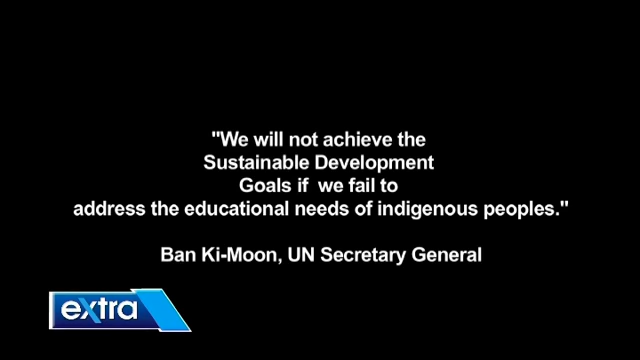 "We will not achieve the
Sustainable Development
Goals if we fail to
address the educational needs of indigenous peoples."
Ban Ki-Moon, UN Secretary General
extra